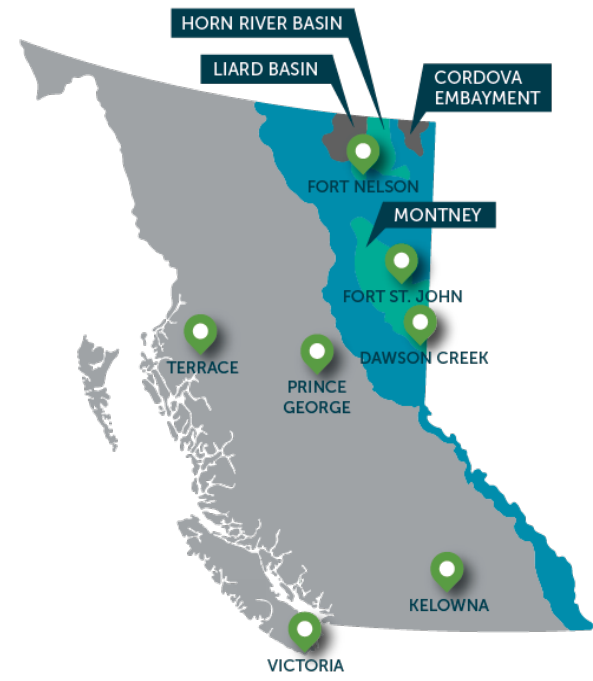 HORN RIVER BASIN
LIARD BASIN
CORDOVA
EMBAYMENT
FORT NELSON
MONTNEY
FORT ST. JOHN
DAWSON CREEK
TERRACE
PRINCE
GEORGE
KELOWNA
VICTORIA